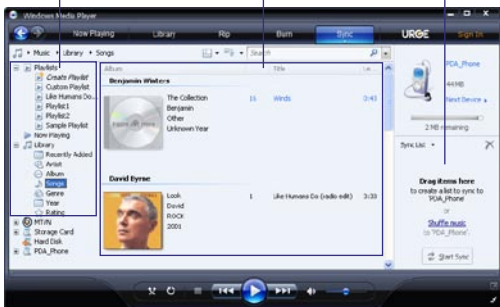 Windows Media Player
Now Playing Library Rip Burn Sync URGE Sign In
Music Library Songs Search
Playlists
Create Playlist
Custom Playlist
Like Humans Do...
Playlist1
Playlist2
Sample Playlist
Now Playing
Library
Recently Added
Artist
Album
Songs
Genre
Year
Rating
MTVN
Storage Card
Hard Disk
PDA_Phone
Album Title
Benjamin Winters
The Collection 15 Winds 0:43
Benjamin
Other
Unknown Year
David Byrne
Look 1 Like Humans Do (radio edit) 3:33
David
ROCK
2001
PDA_Phone
44MB
Next Device
2 MB remaining
Sync List
Drag items here
to create a list to sync to
'PDA_Phone'
or
Shuffle music
to 'PDA_Phone'.
Start Sync